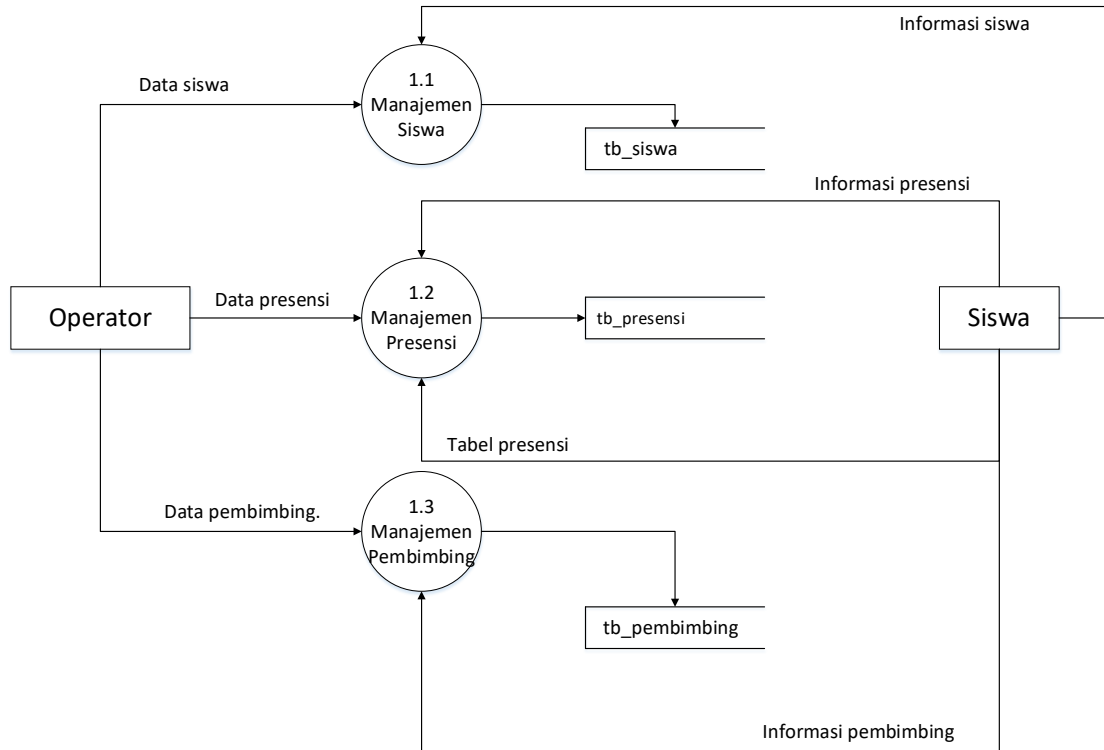 Informasi siswa
1.1
Manajemen
Siswa
Data siswa
tb_siswa
Informasi presensi
Operator
Data presensi
1.2
Manajemen
Presensi
tb_presensi
Siswa
Tabel presensi
1.3
Manajemen
Pembimbing
Data pembimbing.
tb_pembimbing
Informasi pembimbing